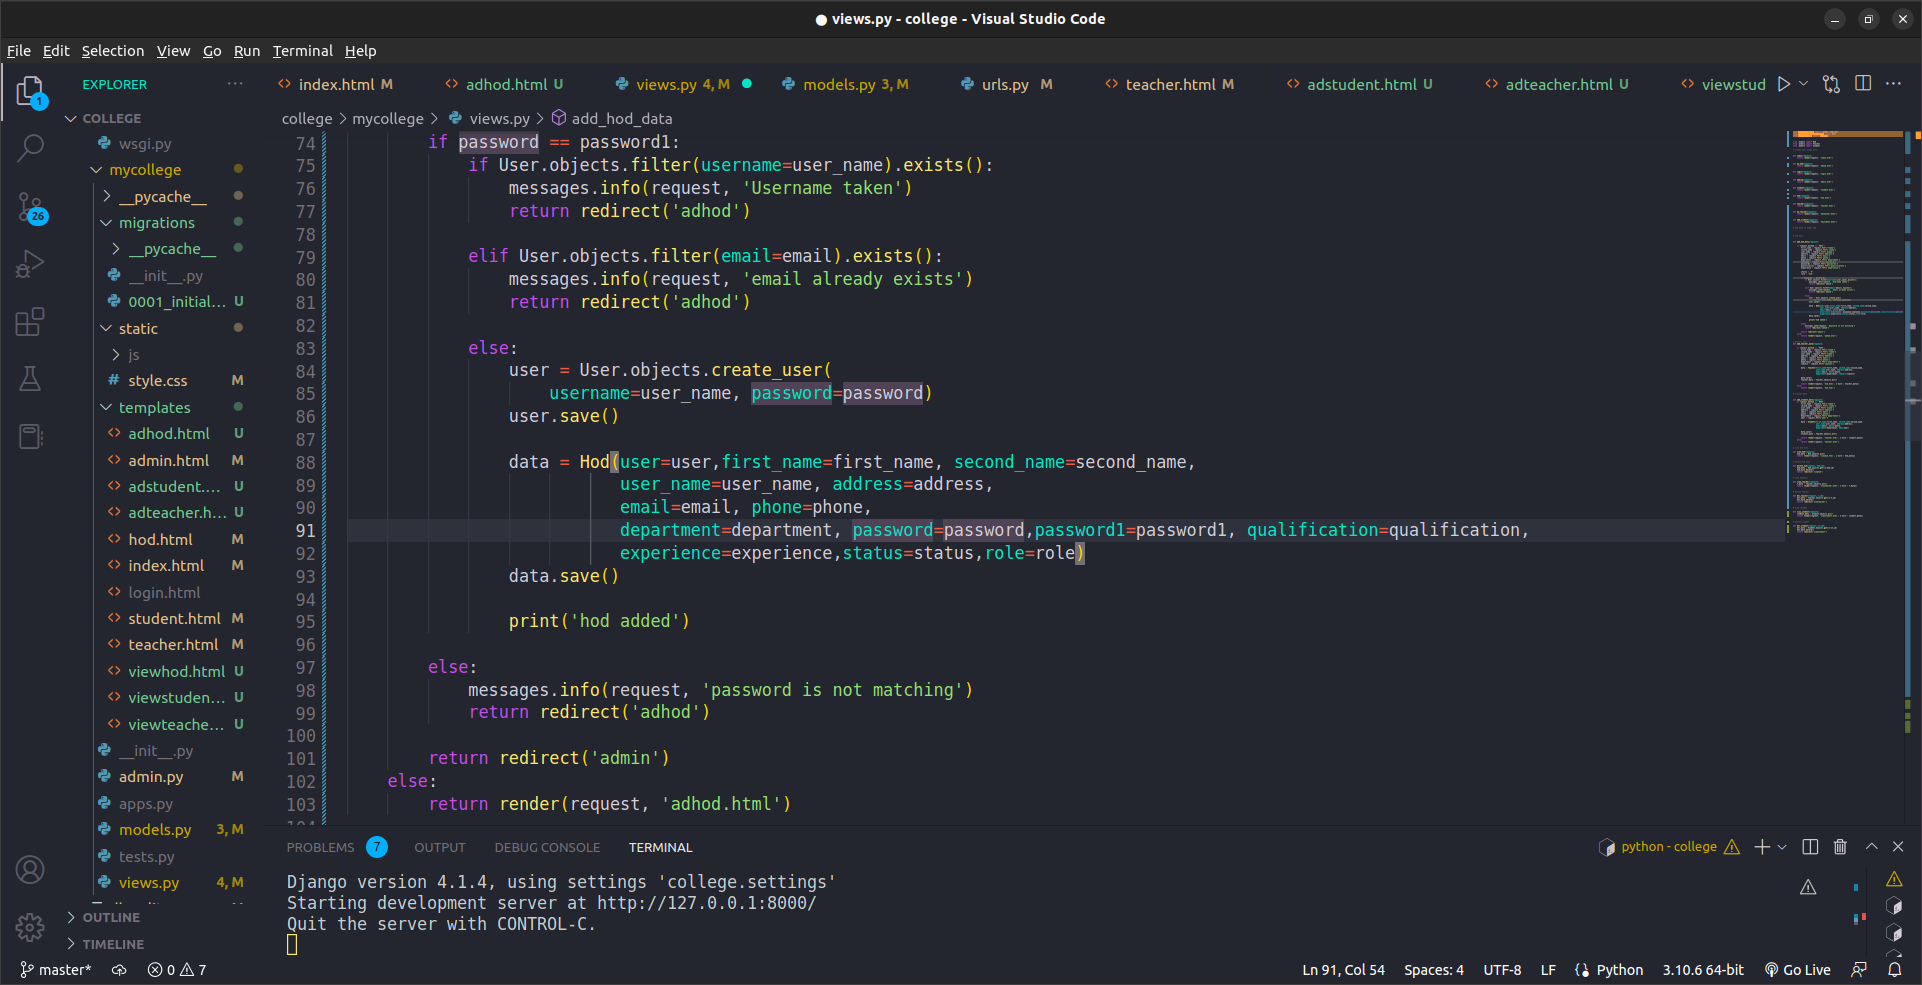 ● views.py - college - Visual Studio Code
File Edit Selection View Go Run Terminal Help
EXPLORER
index.html M adhod.html U views.py 4, M models.py 3, M urls.py M teacher.html M adstudent.html U adteacher.html U viewstud
1
COLLEGE
college > mycollege > views.py > add_hod_data
wsgi.py
mycollege
__pycache__
migrations
__pycache__
__init__.py
0001_initial... U
static
js
style.css M
templates
adhod.html U
admin.html M
adstudent.... U
adteacher.h... U
hod.html M
index.html M
login.html
student.html M
teacher.html M
viewhod.html U
viewstuden... U
viewteache... U
__init__.py
admin.py M
apps.py
models.py 3, M
tests.py
views.py 4, M
OUTLINE
TIMELINE
26
74 if password == password1:
75 if User.objects.filter(username=user_name).exists():
76 messages.info(request, 'Username taken')
77 return redirect('adhod')
78
79 elif User.objects.filter(email=email).exists():
80 messages.info(request, 'email already exists')
81 return redirect('adhod')
82
83 else:
84 user = User.objects.create_user(
85 username=user_name, password=password)
86 user.save()
87
88 data = Hod(user=user,first_name=first_name, second_name=second_name,
89 user_name=user_name, address=address,
90 email=email, phone=phone,
91 department=department, password=password,password1=password1, qualification=qualification,
92 experience=experience,status=status,role=role)
93 data.save()
94
95 print('hod added')
96
97 else:
98 messages.info(request, 'password is not matching')
99 return redirect('adhod')
100
101 return redirect('admin')
102 else:
103 return render(request, 'adhod.html')
PROBLEMS 7 OUTPUT DEBUG CONSOLE TERMINAL python - college
Django version 4.1.4, using settings 'college.settings'
Starting development server at http://127.0.0.1:8000/
Quit the server with CONTROL-C.
master* 0 7 Ln 91, Col 54 Spaces: 4 UTF-8 LF Python 3.10.6 64-bit Go Live